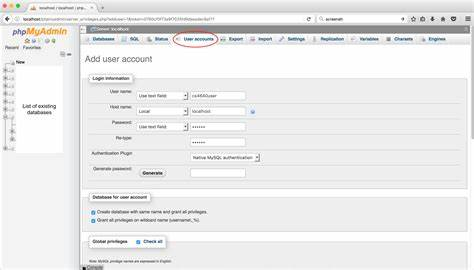 localhost / localhost | php
screenah
phpMyAdmin
Server: localhost
Recent Favorites
Databases SQL Status User accounts Export Import Settings Replication Variables Charsets Engines
New
Add user account
List of existing
databases
Login Information
User name: Use text field: cs4640user
Host name: Local localhost
Password: Use text field: ••••••
Re-type: ••••••
Authentication Plugin Native MySQL authentication
Generate password: Generate
Database for user account
Create database with same name and grant all privileges.
Grant all privileges on wildcard name (username\_%).
Global privileges Check all
Note: MySQL privilege names are expressed in English.
Console